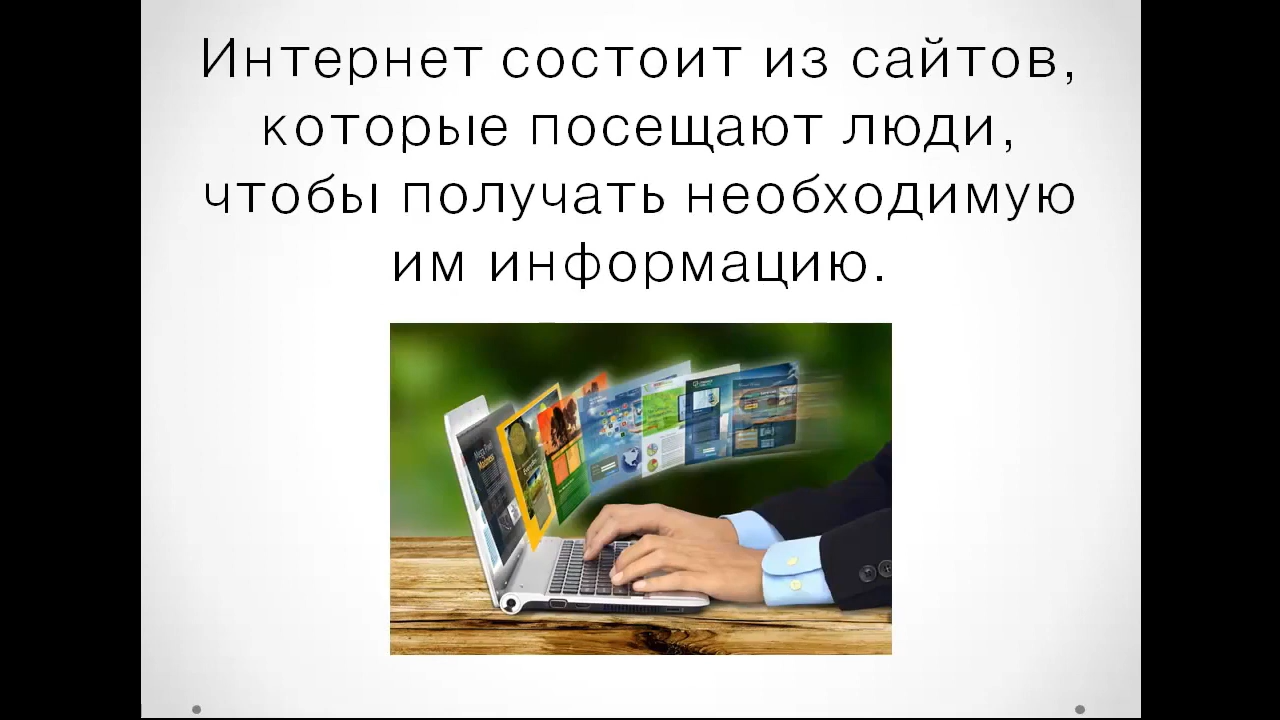 Интернет состоит из сайтов,
которые посещают люди,
чтобы получать необходимую
им информацию.